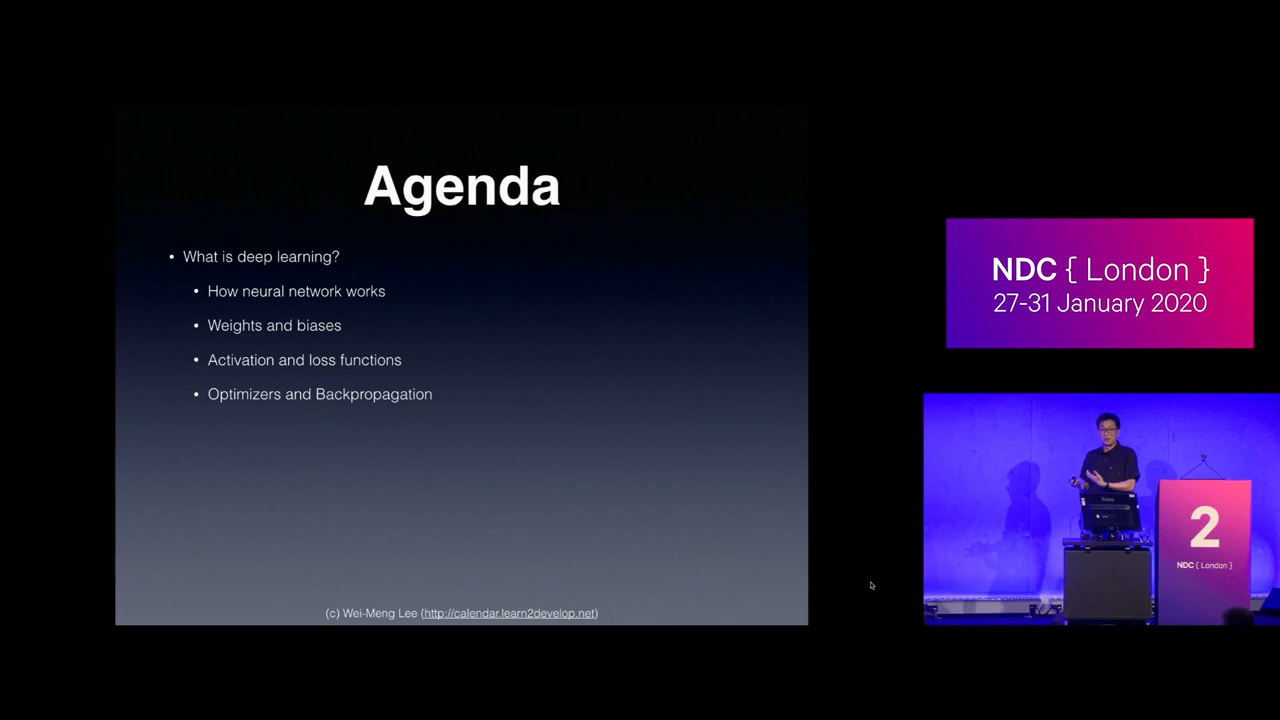 Agenda
• What is deep learning?
• How neural network works
• Weights and biases
• Activation and loss functions
• Optimizers and Backpropagation
(c) Wei-Meng Lee (http://calendar.learn2develop.net)
NDC { London }
27-31 January 2020
2
NDC { London }